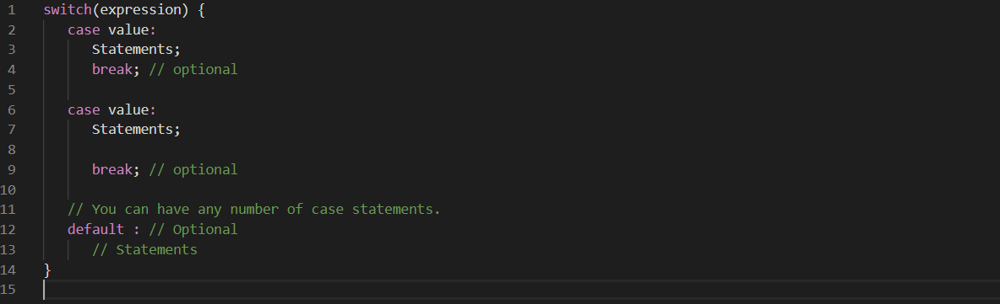 1 switch(expression) {
2    case value:
3       Statements;
4       break; // optional
5
6    case value:
7       Statements;
8
9       break; // optional
10
11    // You can have any number of case statements.
12    default : // Optional
13       // Statements
14 }
15